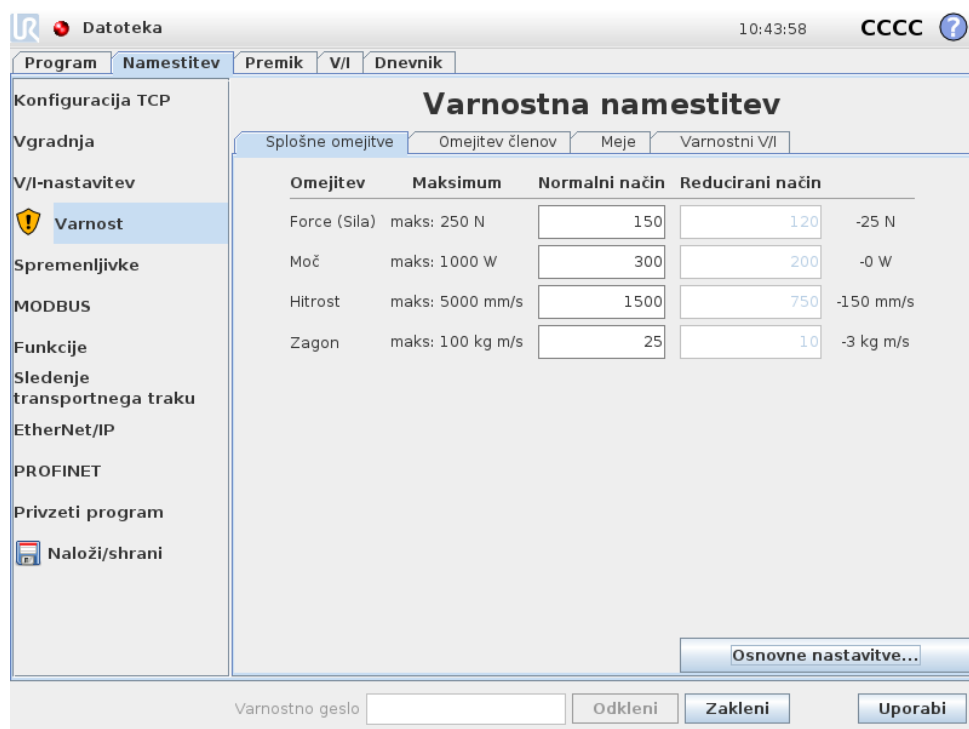 UR Datoteka 10:43:58 CCCC ?
Program Namestitev Premik V/I Dnevnik
Konfiguracija TCP
Vgradnja
V/I-nastavitev
Varnost
Spremenljivke
MODBUS
Funkcije
Sledenje
transportnega traku
EtherNet/IP
PROFINET
Privzeti program
Naloži/shrani
Varnostna namestitev
Splošne omejitve Omejitev členov Meje Varnostni V/I
Omejitev Maksimum Normalni način Reducirani način
Force (Sila) maks: 250 N 150 120 -25 N
Moč maks: 1000 W 300 200 -0 W
Hitrost maks: 5000 mm/s 1500 750 -150 mm/s
Zagon maks: 100 kg m/s 25 10 -3 kg m/s
Osnovne nastavitve...
Varnostno geslo Odkleni Zakleni Uporabi